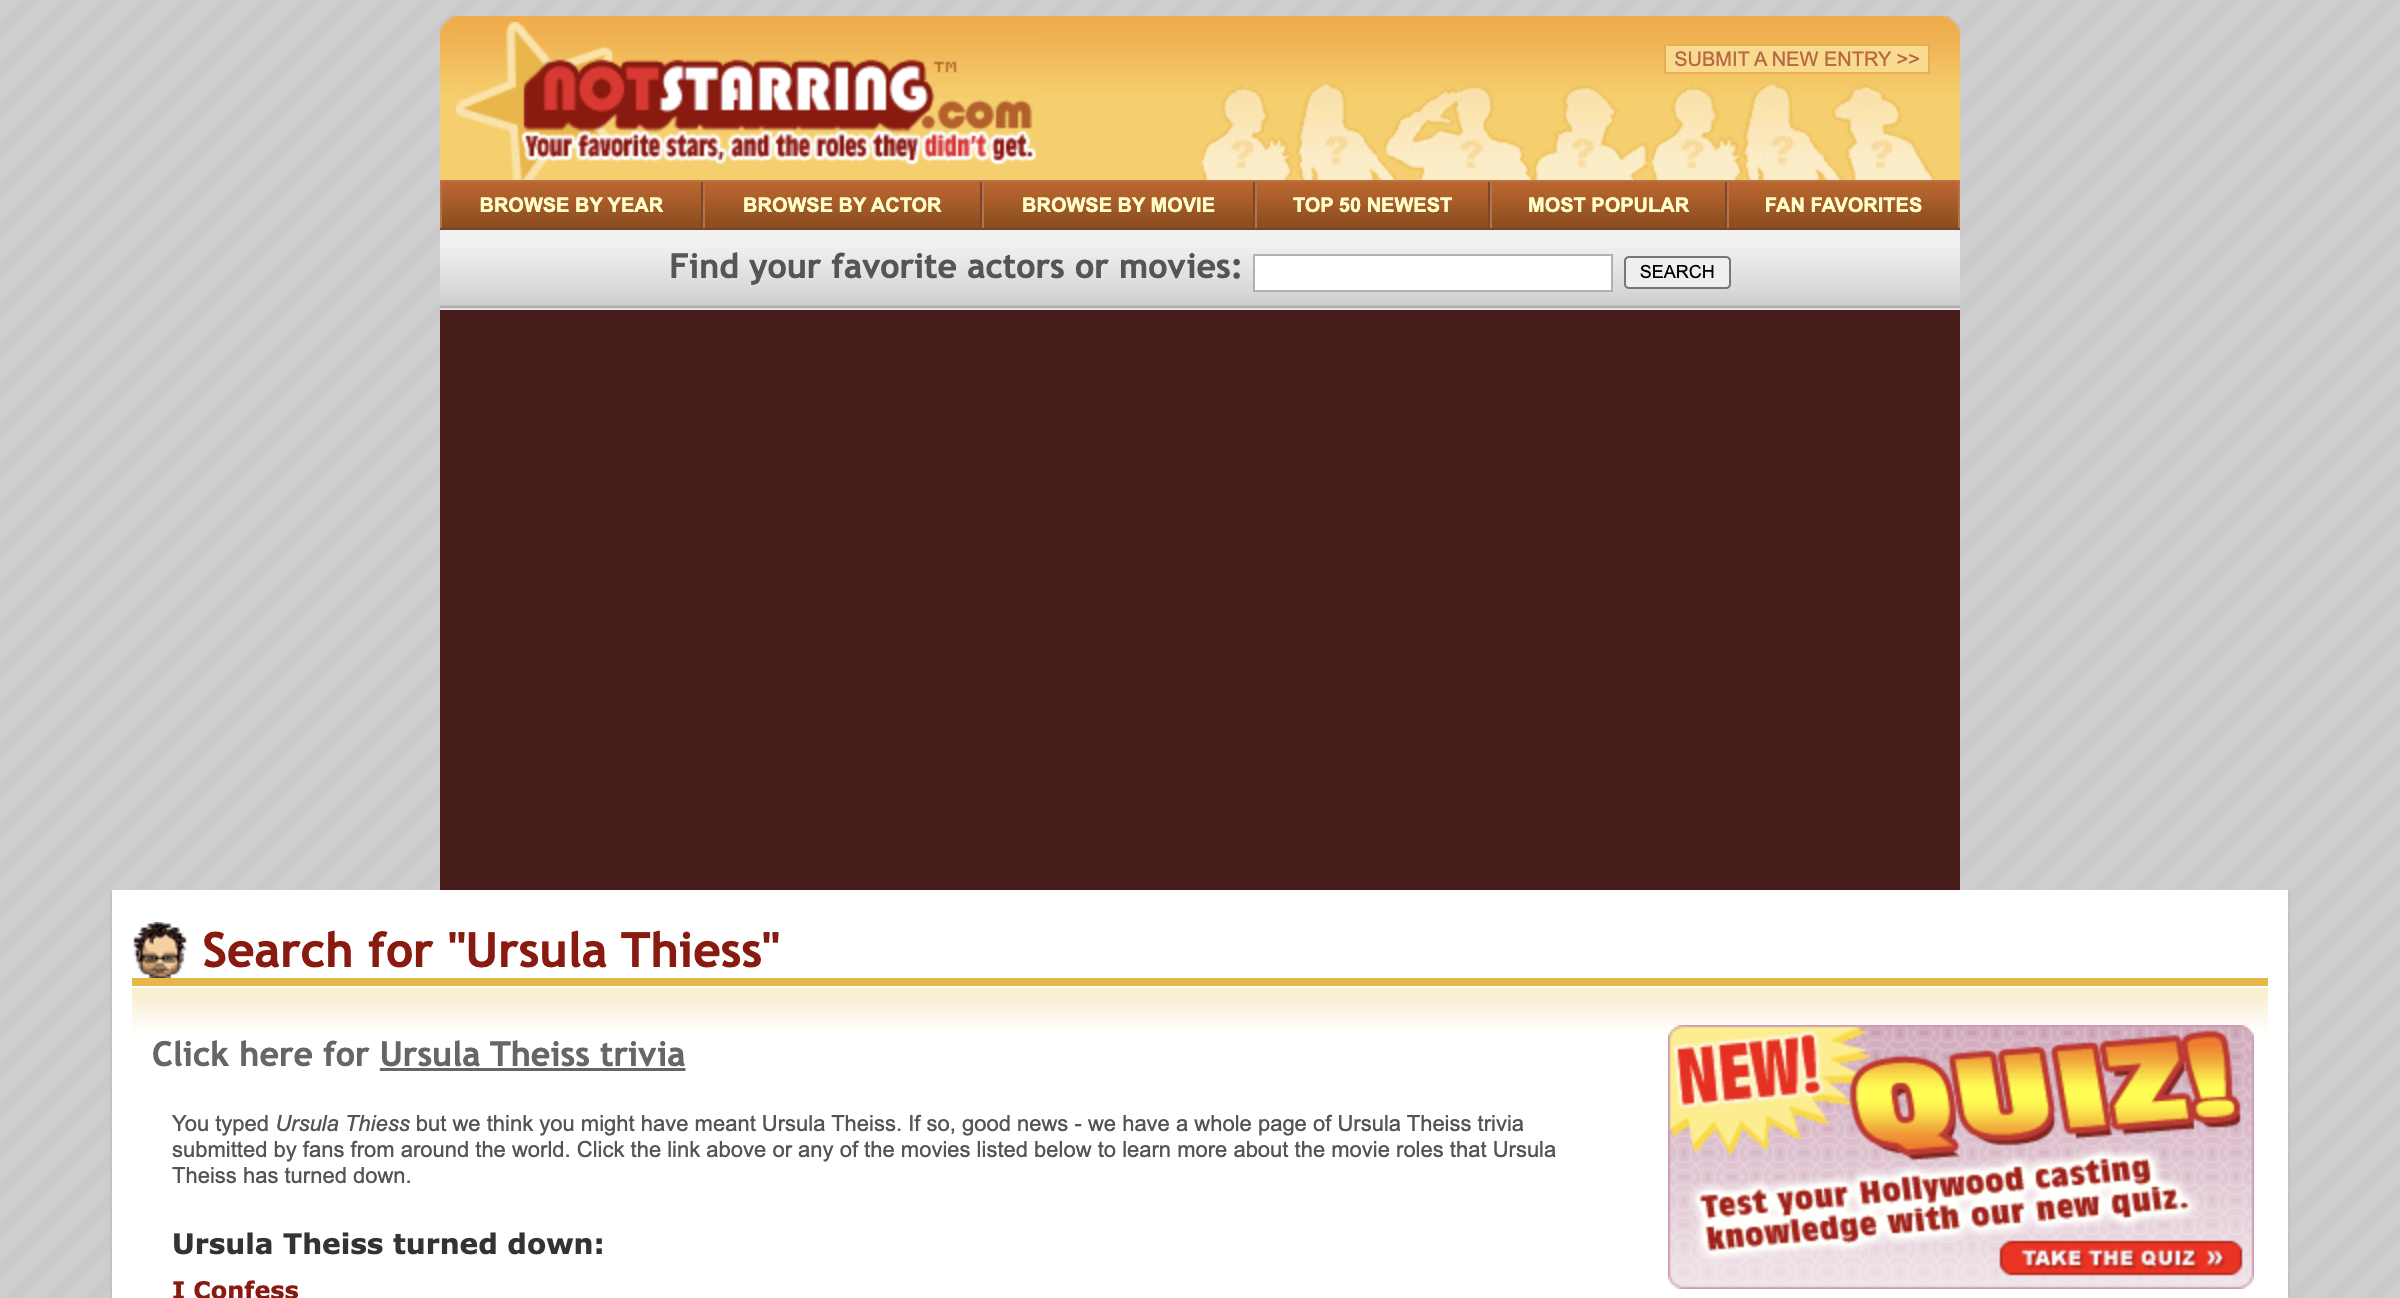 NOTSTARRING.com™
Your favorite stars, and the roles they didn't get.
SUBMIT A NEW ENTRY >>
? ? ? ? ? ? ?
BROWSE BY YEAR BROWSE BY ACTOR BROWSE BY MOVIE TOP 50 NEWEST MOST POPULAR FAN FAVORITES
Find your favorite actors or movies: SEARCH
Search for "Ursula Thiess"
Click here for Ursula Theiss trivia
You typed Ursula Thiess but we think you might have meant Ursula Theiss. If so, good news - we have a whole page of Ursula Theiss trivia
submitted by fans from around the world. Click the link above or any of the movies listed below to learn more about the movie roles that Ursula
Theiss has turned down.
Ursula Theiss turned down:
I Confess
NEW! QUIZ!
Test your Hollywood casting
knowledge with our new quiz.
TAKE THE QUIZ »